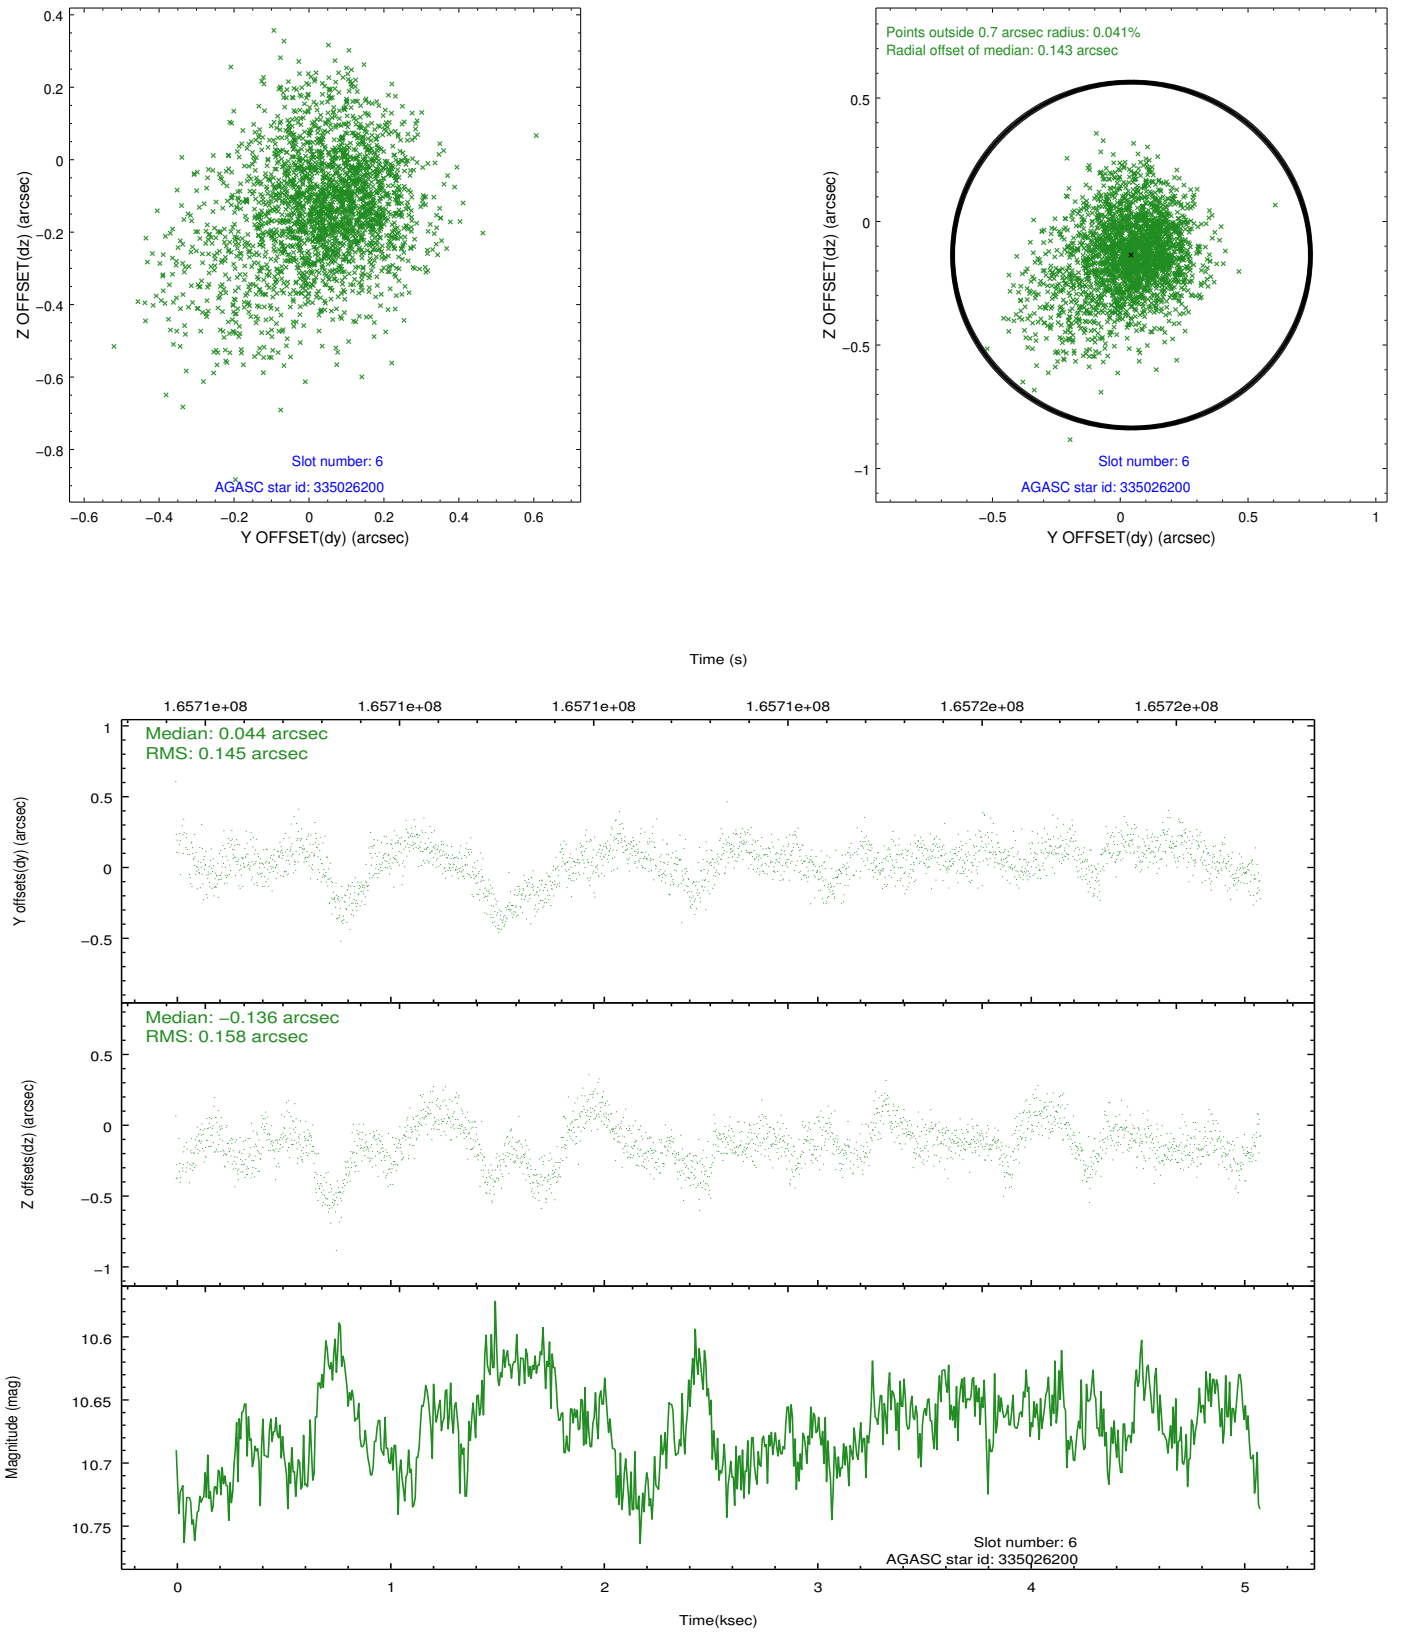 0.4
0.2
0
−0.2
−0.4
−0.6
−0.8
Z OFFSET(dz) (arcsec)
Slot number: 6
AGASC star id: 335026200
−0.6 −0.4 −0.2 0 0.2 0.4 0.6
Y OFFSET(dy) (arcsec)
Points outside 0.7 arcsec radius: 0.041%
Radial offset of median: 0.143 arcsec
0.5
0
−0.5
−1
Z OFFSET(dz) (arcsec)
Slot number: 6
AGASC star id: 335026200
−0.5 0 0.5 1
Y OFFSET(dy) (arcsec)
Time (s)
1.6571e+08 1.6571e+08 1.6571e+08 1.6571e+08 1.6572e+08 1.6572e+08
Median: 0.044 arcsec
RMS: 0.145 arcsec
1
0.5
0
−0.5
Y offsets(dy) (arcsec)
Median: −0.136 arcsec
RMS: 0.158 arcsec
0.5
0
−0.5
−1
Z offsets(dz) (arcsec)
10.6
10.65
10.7
10.75
Magnitude (mag)
Slot number: 6
AGASC star id: 335026200
0 1 2 3 4 5
Time(ksec)